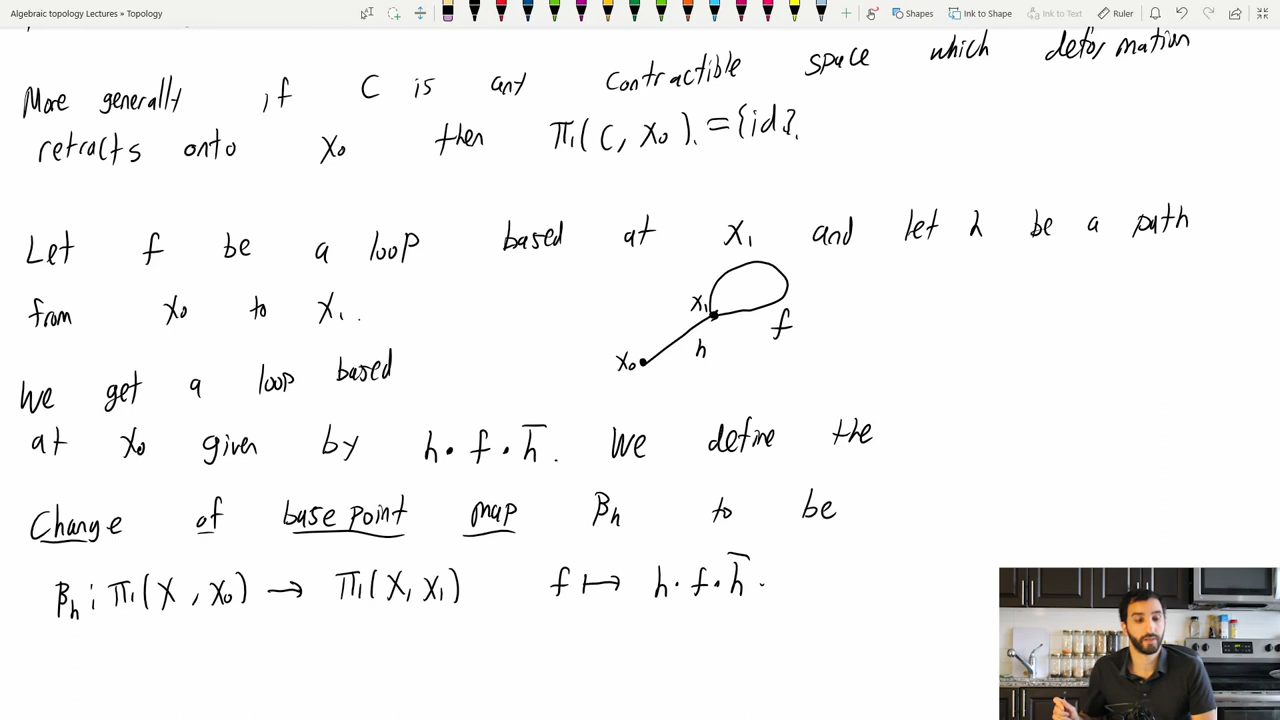 Algebraic topology Lectures – Topology
Shapes Ink to Shape Ink to Text Ruler
More generally if C is any contractible space which deformation
retracts onto x₀ then π₁(C, x₀) = {id}.
Let f be a loop based at x₁ and let h be a path
from x₀ to x₁.
x₁
f
h
x₀
We get a loop based
at x₀ given by h · f · h̅. We define the
Change of base point map βₕ to be
βₕ : π₁(X, x₀) → π₁(X, x₁) f ↦ h · f · h̅.